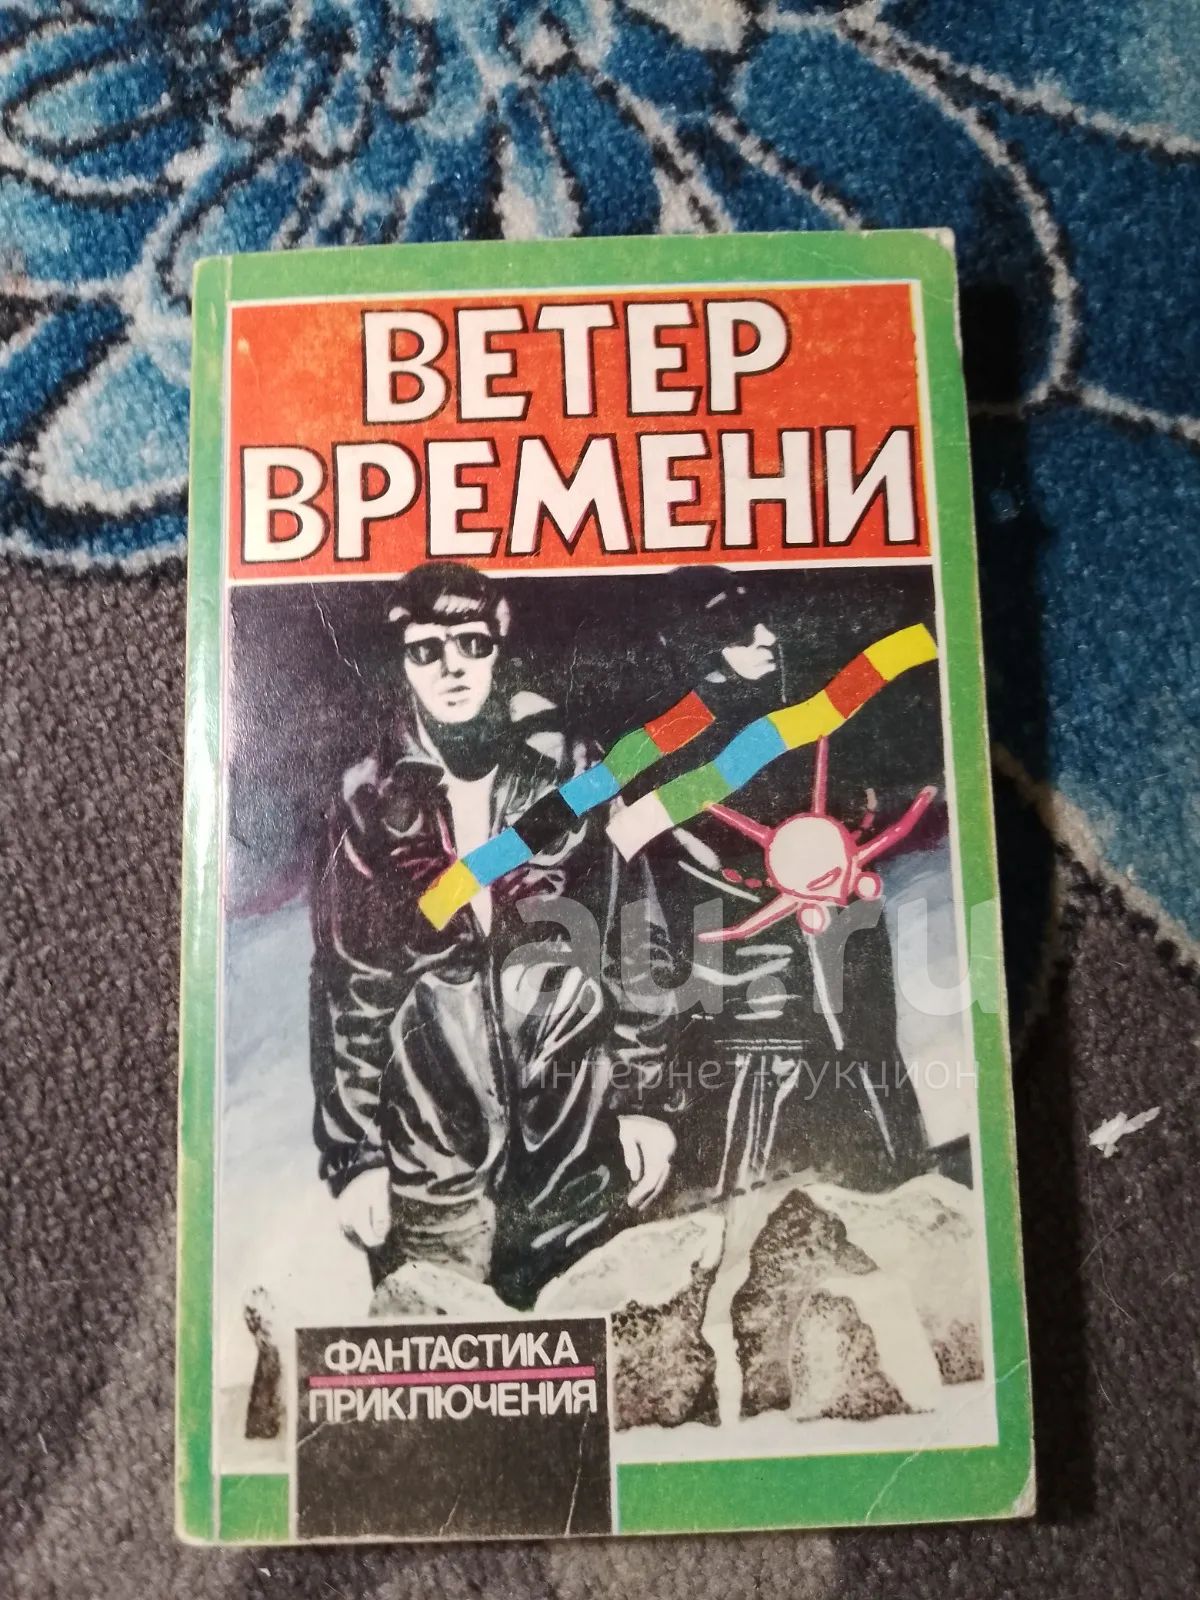 ВЕТЕР
ВРЕМЕНИ
au.ru
интернет-аукцион
ФАНТАСТИКА
ПРИКЛЮЧЕНИЯ